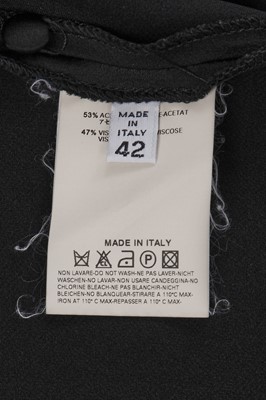 53% AC
E-ACETAT
MADE
IN
ITALY
42
47% VIS
VISCOSE
VIS
MADE IN ITALY
NON LAVARE-DO NOT WASH-NE PAS LAVER-NICHT
WASCHEN-NO LAVAR-NON USARE CANDEGGINA-NO
CHLORINE BLEACH-NE PAS BLANCHIR-NICHT
BLEICHEN-NO BLANQUEAR-STIRARE A 110°C MAX-
IRON AT 110° C MAX-REPASSER A 110° C MAX